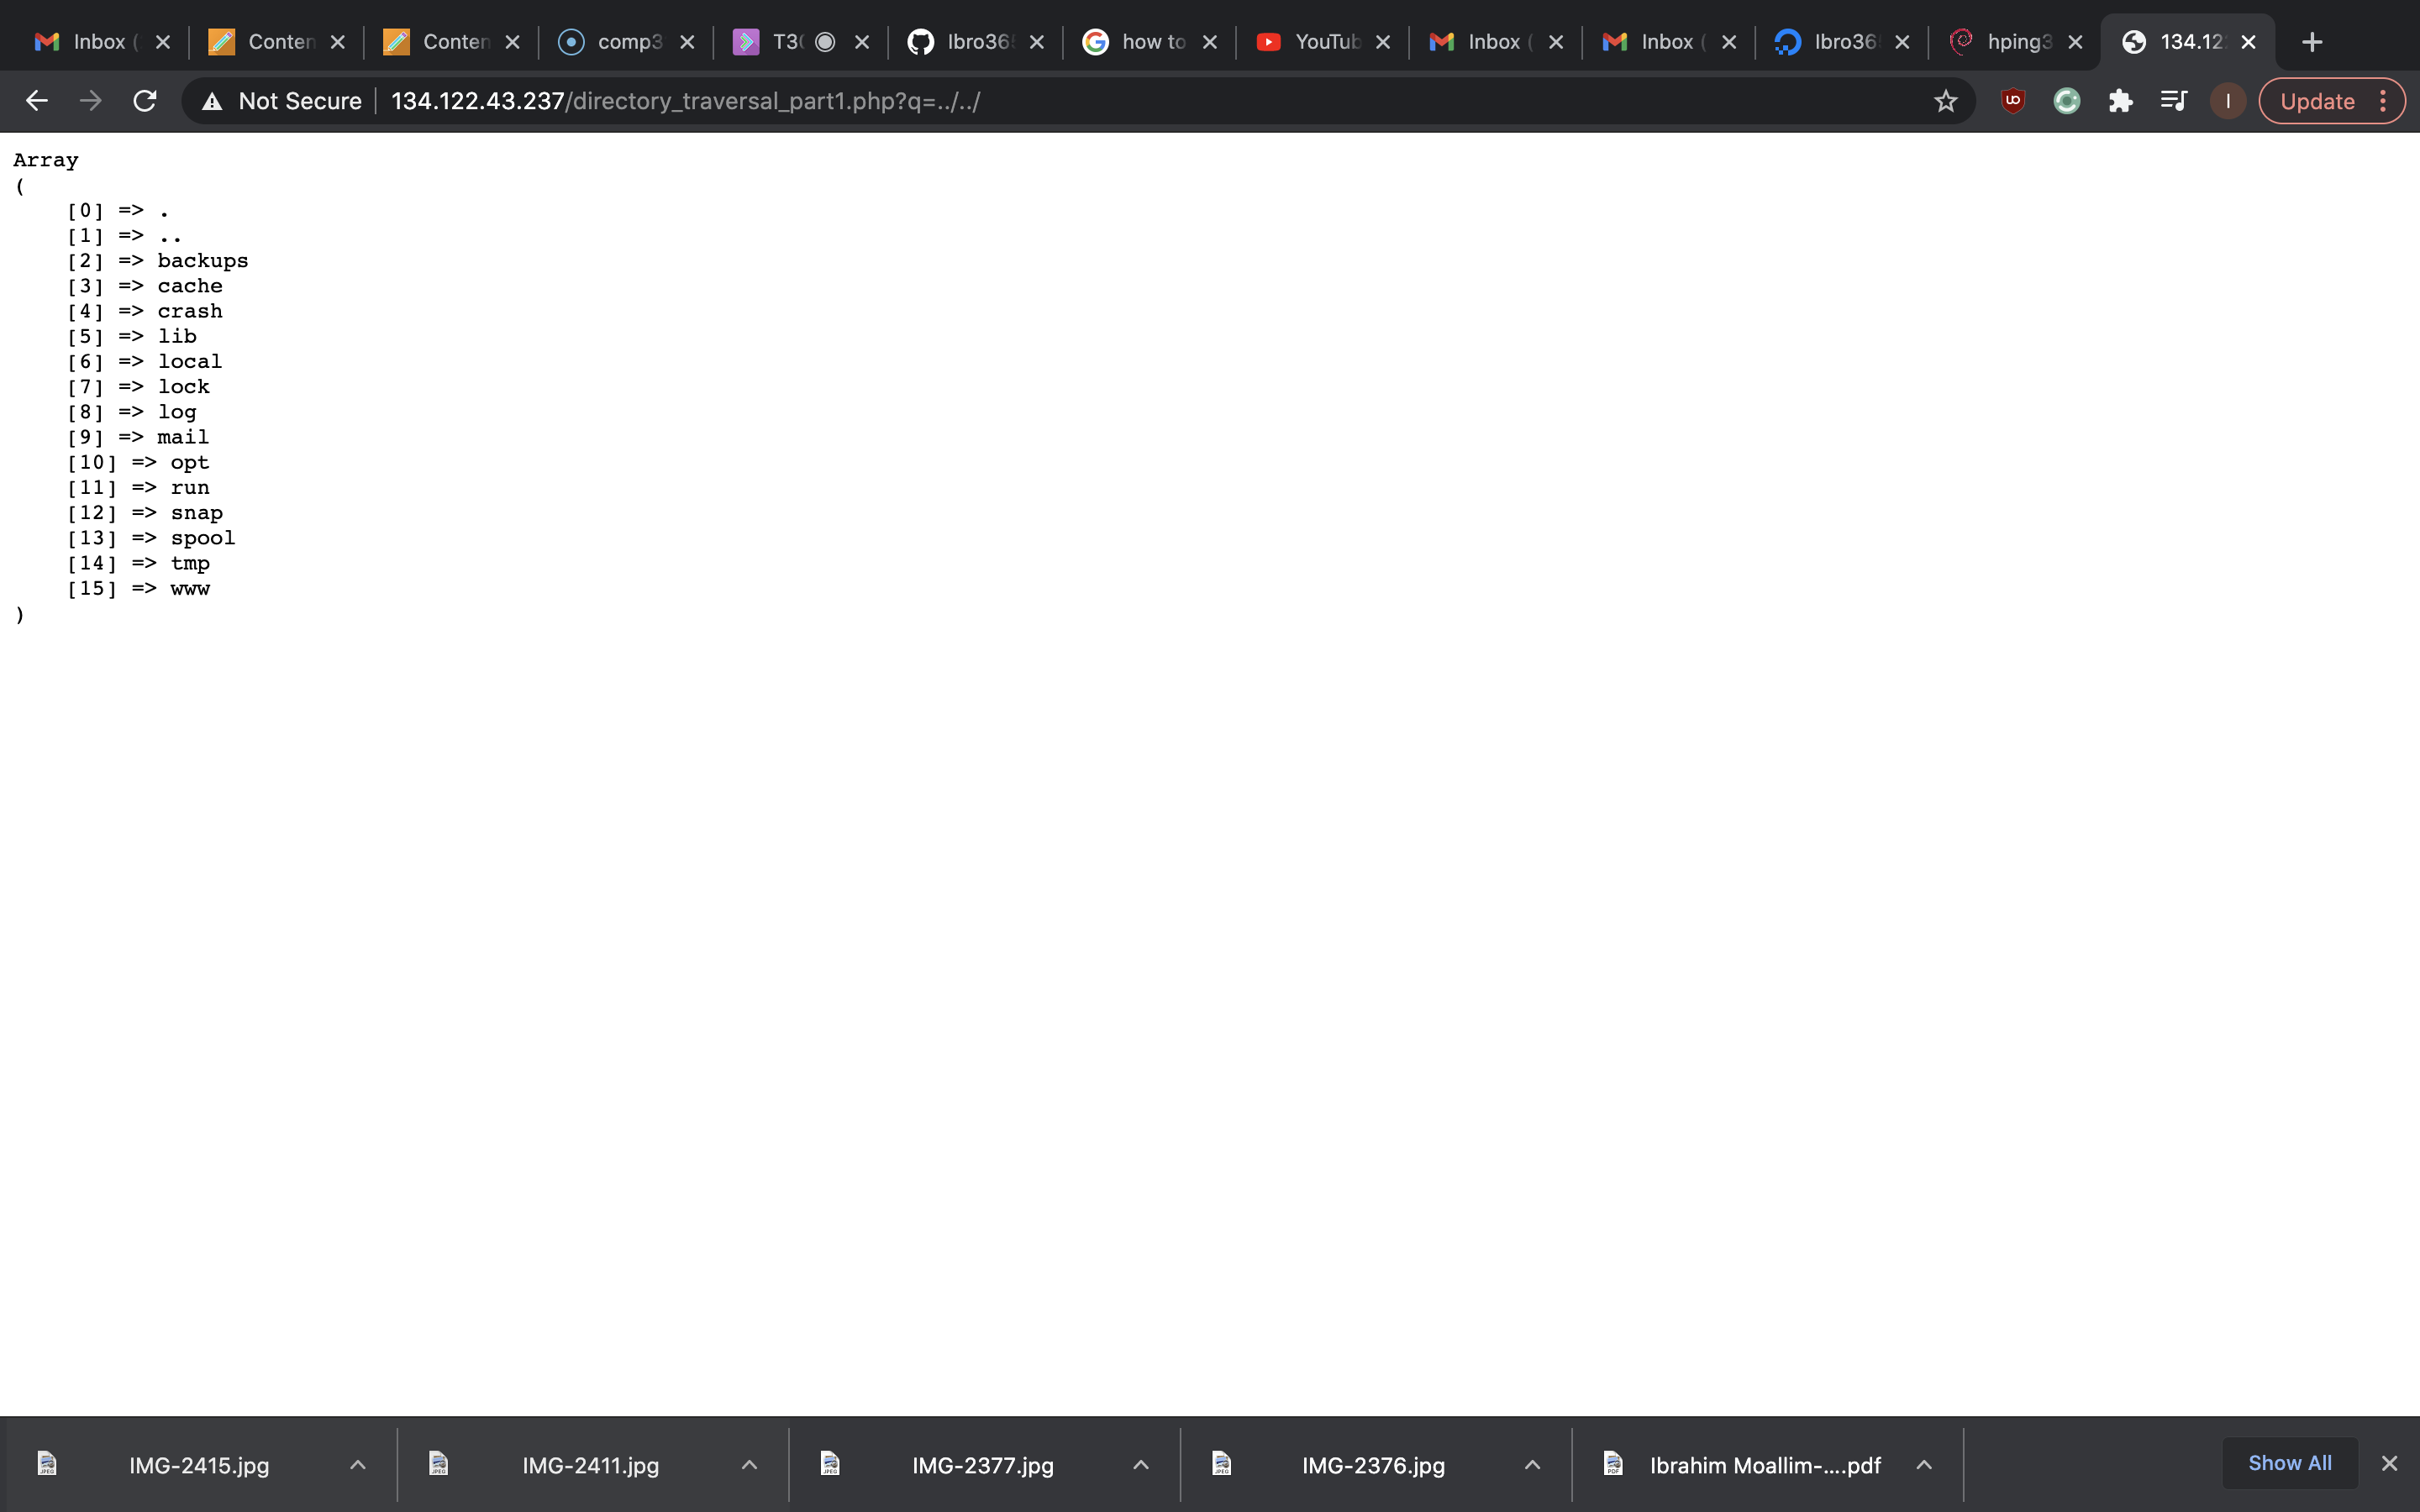 Inbox ( Conten Conten comp3 T3( Ibro36 how to YouTub Inbox ( Inbox ( Ibro36 hping3 134.12
Not Secure 134.122.43.237/directory_traversal_part1.php?q=../../ I Update
Array
(
[0] => .
[1] => ..
[2] => backups
[3] => cache
[4] => crash
[5] => lib
[6] => local
[7] => lock
[8] => log
[9] => mail
[10] => opt
[11] => run
[12] => snap
[13] => spool
[14] => tmp
[15] => www
)
IMG-2415.jpg IMG-2411.jpg IMG-2377.jpg IMG-2376.jpg Ibrahim Moallim-....pdf Show All